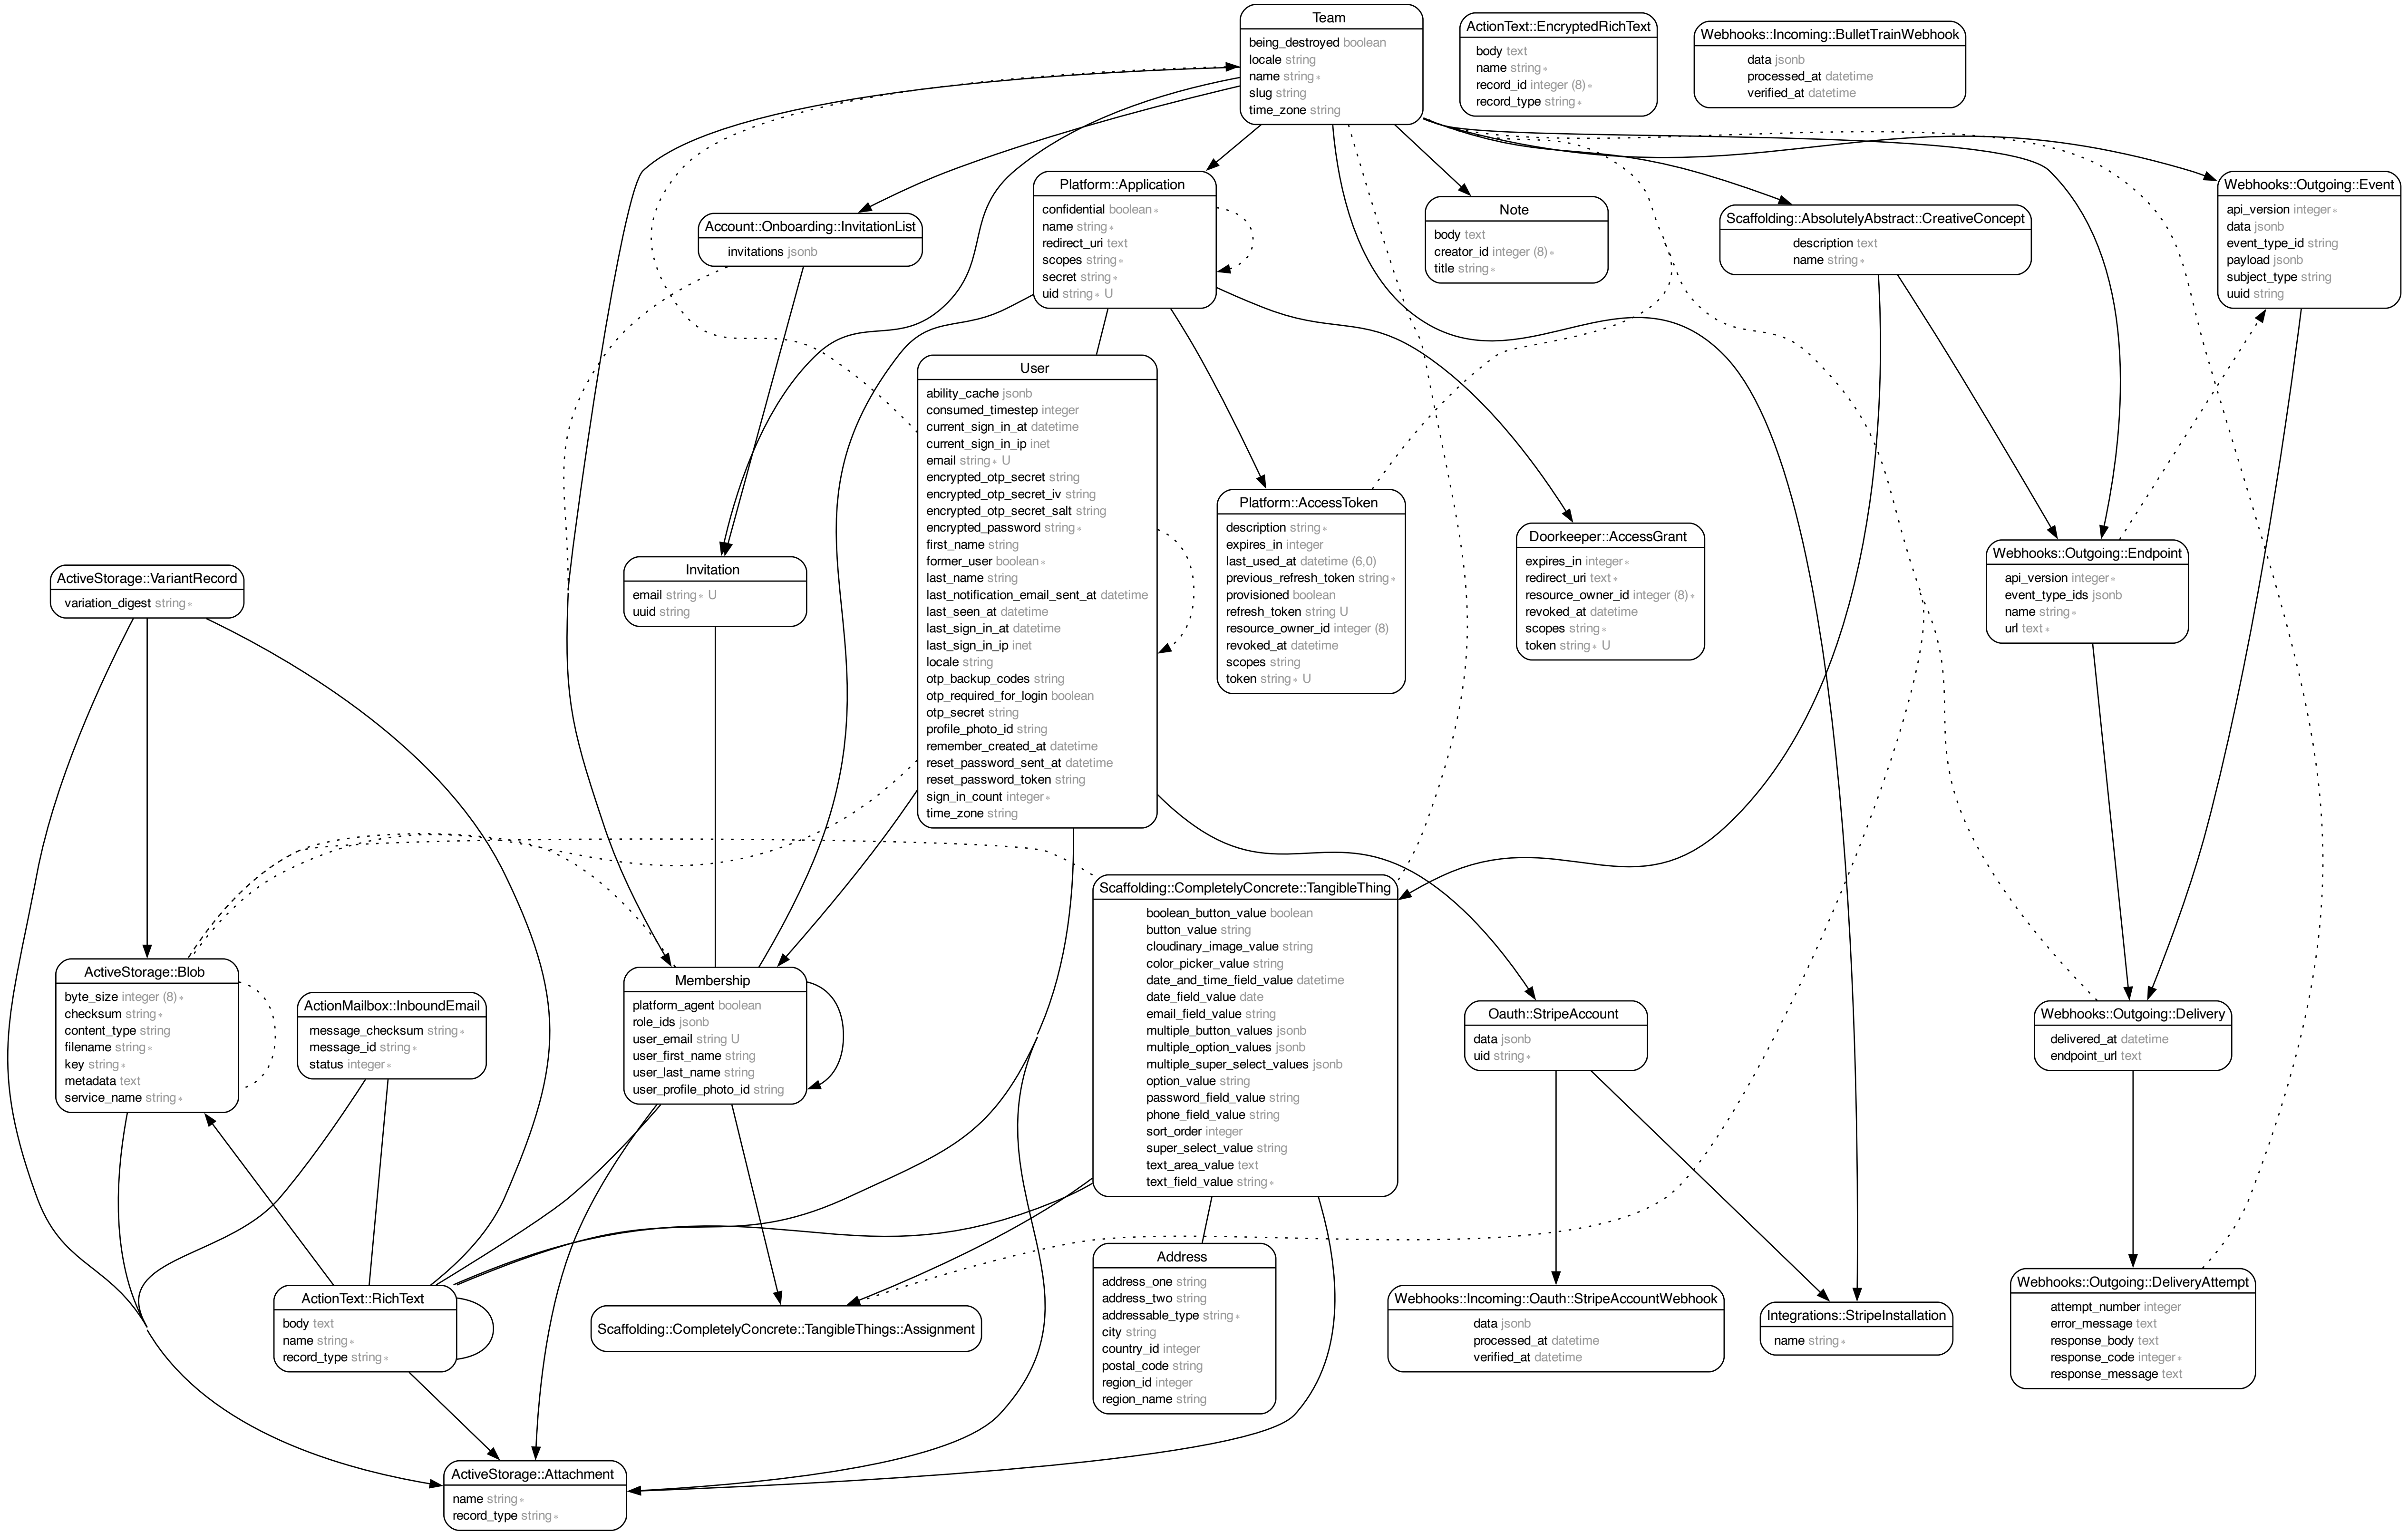 Team
being_destroyed boolean
locale string
name string∗
slug string
time_zone string
ActionText::EncryptedRichText
body text
name string∗
record_id integer (8)∗
record_type string∗
Webhooks::Incoming::BulletTrainWebhook
data jsonb
processed_at datetime
verified_at datetime
Platform::Application
confidential boolean∗
name string∗
redirect_uri text
scopes string∗
secret string∗
uid string∗ U
Webhooks::Outgoing::Event
api_version integer∗
data jsonb
event_type_id string
payload jsonb
subject_type string
uuid string
Note
body text
creator_id integer (8)∗
title string∗
Scaffolding::AbsolutelyAbstract::CreativeConcept
description text
name string∗
Account::Onboarding::InvitationList
invitations jsonb
User
ability_cache jsonb
consumed_timestep integer
current_sign_in_at datetime
current_sign_in_ip inet
email string∗ U
encrypted_otp_secret string
encrypted_otp_secret_iv string
encrypted_otp_secret_salt string
encrypted_password string∗
first_name string
former_user boolean∗
last_name string
last_notification_email_sent_at datetime
last_seen_at datetime
last_sign_in_at datetime
last_sign_in_ip inet
locale string
otp_backup_codes string
otp_required_for_login boolean
otp_secret string
profile_photo_id string
remember_created_at datetime
reset_password_sent_at datetime
reset_password_token string
sign_in_count integer∗
time_zone string
Platform::AccessToken
description string∗
expires_in integer
last_used_at datetime (6,0)
previous_refresh_token string∗
provisioned boolean
refresh_token string U
resource_owner_id integer (8)
revoked_at datetime
scopes string
token string∗ U
Doorkeeper::AccessGrant
expires_in integer∗
redirect_uri text∗
resource_owner_id integer (8)∗
revoked_at datetime
scopes string∗
token string∗ U
Webhooks::Outgoing::Endpoint
api_version integer∗
event_type_ids jsonb
name string∗
url text∗
Invitation
email string∗ U
uuid string
ActiveStorage::VariantRecord
variation_digest string∗
Scaffolding::CompletelyConcrete::TangibleThing
boolean_button_value boolean
button_value string
cloudinary_image_value string
color_picker_value string
date_and_time_field_value datetime
date_field_value date
email_field_value string
multiple_button_values jsonb
multiple_option_values jsonb
multiple_super_select_values jsonb
option_value string
password_field_value string
phone_field_value string
sort_order integer
super_select_value string
text_area_value text
text_field_value string∗
ActiveStorage::Blob
byte_size integer (8)∗
checksum string∗
content_type string
filename string∗
key string∗
metadata text
service_name string∗
Membership
platform_agent boolean
role_ids jsonb
user_email string U
user_first_name string
user_last_name string
user_profile_photo_id string
ActionMailbox::InboundEmail
message_checksum string∗
message_id string∗
status integer∗
Oauth::StripeAccount
data jsonb
uid string∗
Webhooks::Outgoing::Delivery
delivered_at datetime
endpoint_url text
Address
address_one string
address_two string
addressable_type string∗
city string
country_id integer
postal_code string
region_id integer
region_name string
Webhooks::Outgoing::DeliveryAttempt
attempt_number integer
error_message text
response_body text
response_code integer∗
response_message text
ActionText::RichText
body text
name string∗
record_type string∗
Webhooks::Incoming::Oauth::StripeAccountWebhook
data jsonb
processed_at datetime
verified_at datetime
Scaffolding::CompletelyConcrete::TangibleThings::Assignment
Integrations::StripeInstallation
name string∗
ActiveStorage::Attachment
name string∗
record_type string∗